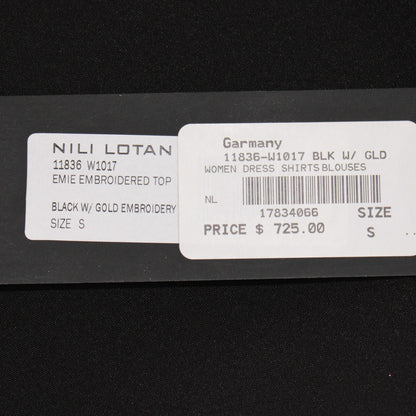 NILI LOTAN
11836 W1017
EMIE EMBROIDERED TOP
BLACK W/ GOLD EMBROIDERY
SIZE S
Garmany
11836-W1017 BLK W/ GLD
WOMEN DRESS SHIRTS BLOUSES
NL
17834066
SIZE
PRICE $ 725.00
S
..